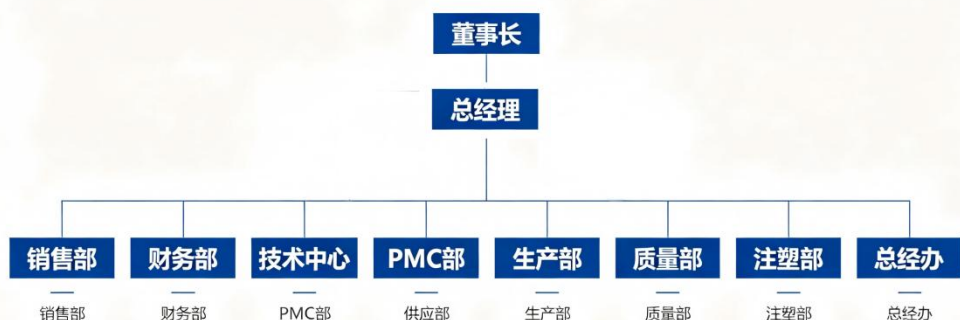 董事长
总经理
销售部 财务部 技术中心 PMC部 生产部 质量部 注塑部 总经办
销售部 财务部 PMC部 供应部 生产部 质量部 注塑部 总经办